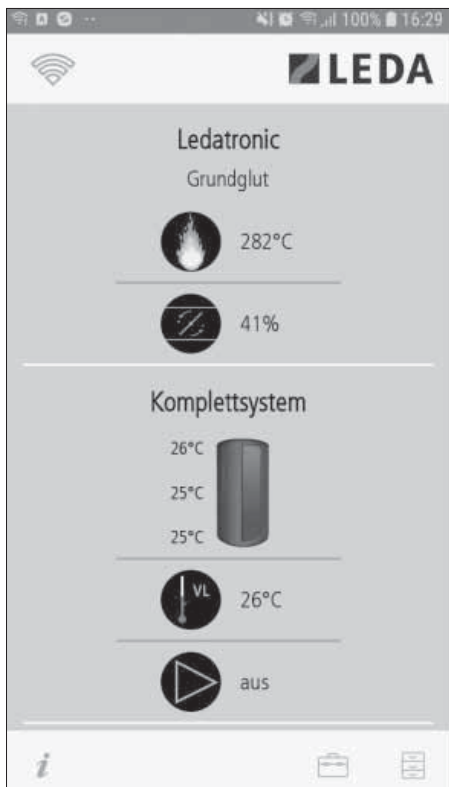 100% 16:29
LEDA
Ledatronic
Grundglut
282°C
41%
Komplettsystem
26°C
25°C
25°C
VL
26°C
aus
i